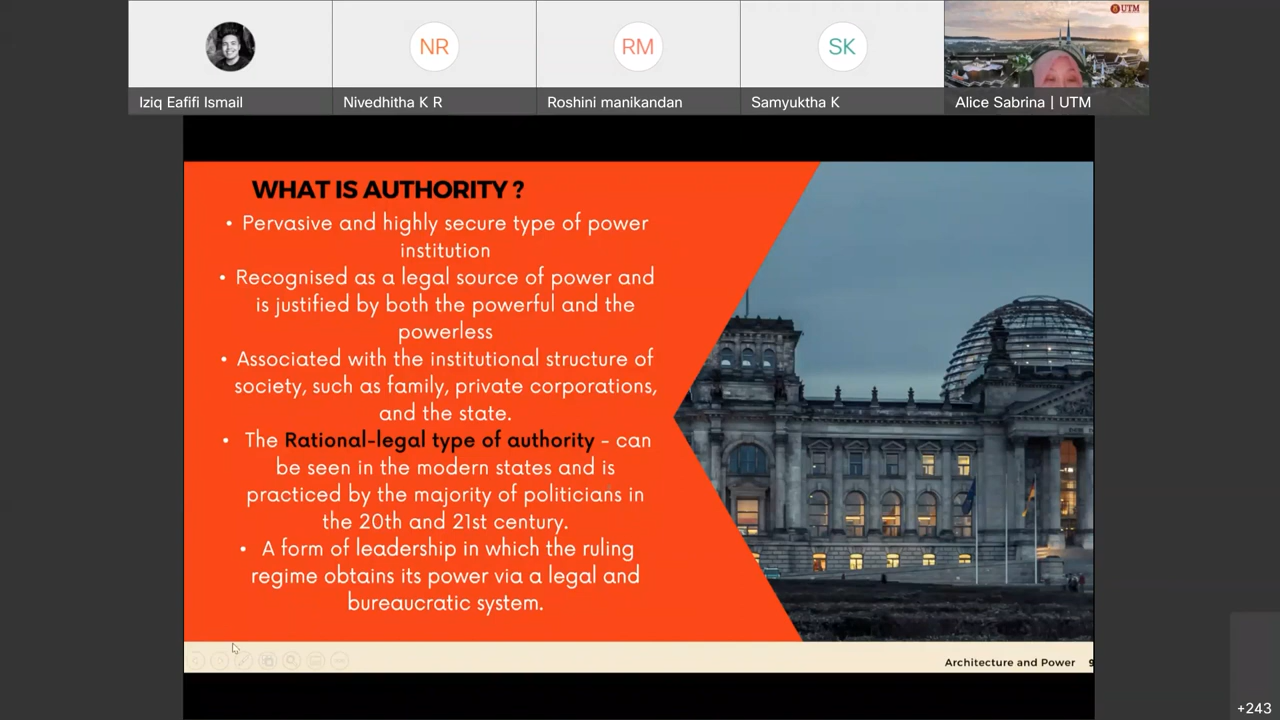 UTM
NR
RM
SK
Iziq Eafifi Ismail
Nivedhitha K R
Roshini manikandan
Samyuktha K
Alice Sabrina | UTM
WHAT IS AUTHORITY ?
• Pervasive and highly secure type of power
institution
• Recognised as a legal source of power and
is justified by both the powerful and the
powerless
• Associated with the institutional structure of
society, such as family, private corporations,
and the state.
• The Rational-legal type of authority - can
be seen in the modern states and is
practiced by the majority of politicians in
the 20th and 21st century.
• A form of leadership in which the ruling
regime obtains its power via a legal and
bureaucratic system.
Architecture and Power 9
+243